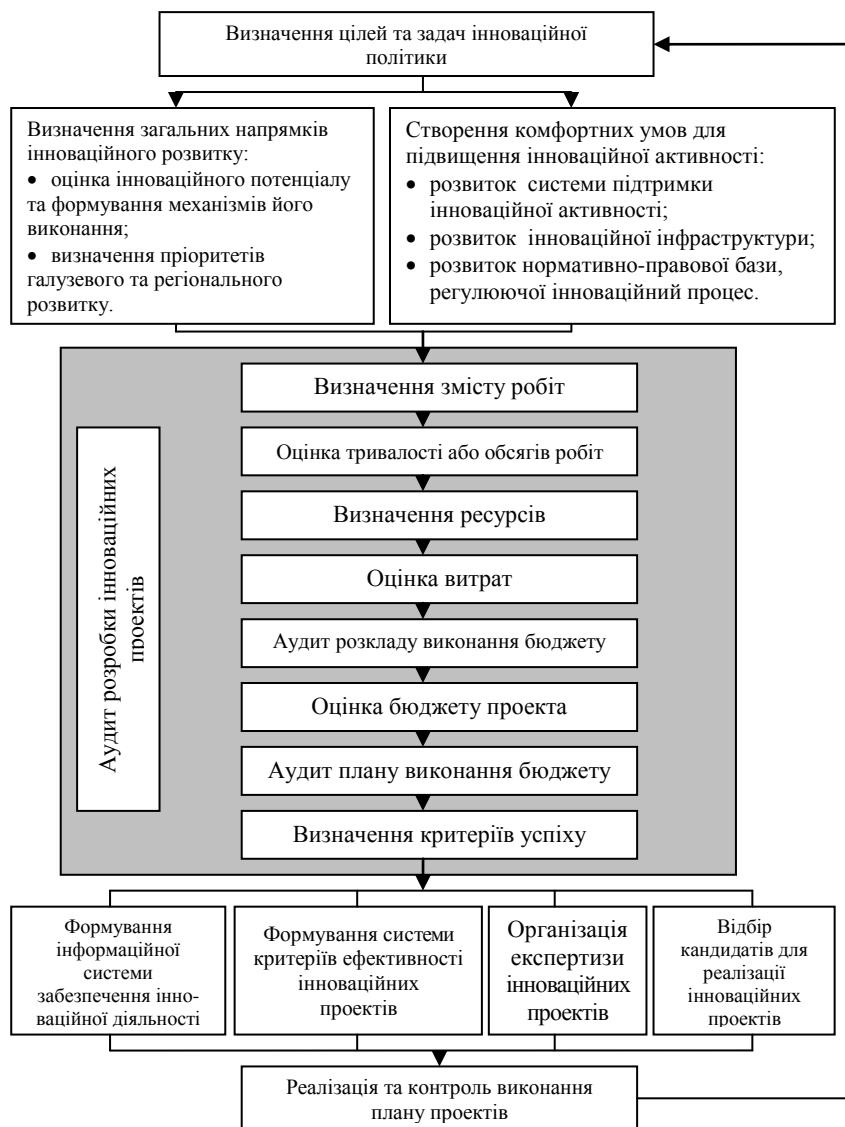 Визначення цілей та задач інноваційної
політики
Визначення загальних напрямків
інноваційного розвитку:
• оцінка інноваційного потенціалу
та формування механізмів його
виконання;
• визначення пріоритетів
галузевого та регіонального
розвитку.
Створення комфортних умов для
підвищення інноваційної активності:
• розвиток системи підтримки
інноваційної активності;
• розвиток інноваційної інфраструктури;
• розвиток нормативно-правової бази,
регулюючої інноваційний процес.
Аудит розробки інноваційних
проектів
Визначення змісту робіт
Оцінка тривалості або обсягів робіт
Визначення ресурсів
Оцінка витрат
Аудит розкладу виконання бюджету
Оцінка бюджету проекта
Аудит плану виконання бюджету
Визначення критеріїв успіху
Формування
інформаційної
системи
забезпечення інно-
ваційної діяльності
Формування системи
критеріїв ефективності
інноваційних
проектів
Організація
експертизи
інноваційних
проектів
Відбір
кандидатів для
реалізації
інноваційних
проектів
Реалізація та контроль виконання
плану проектів